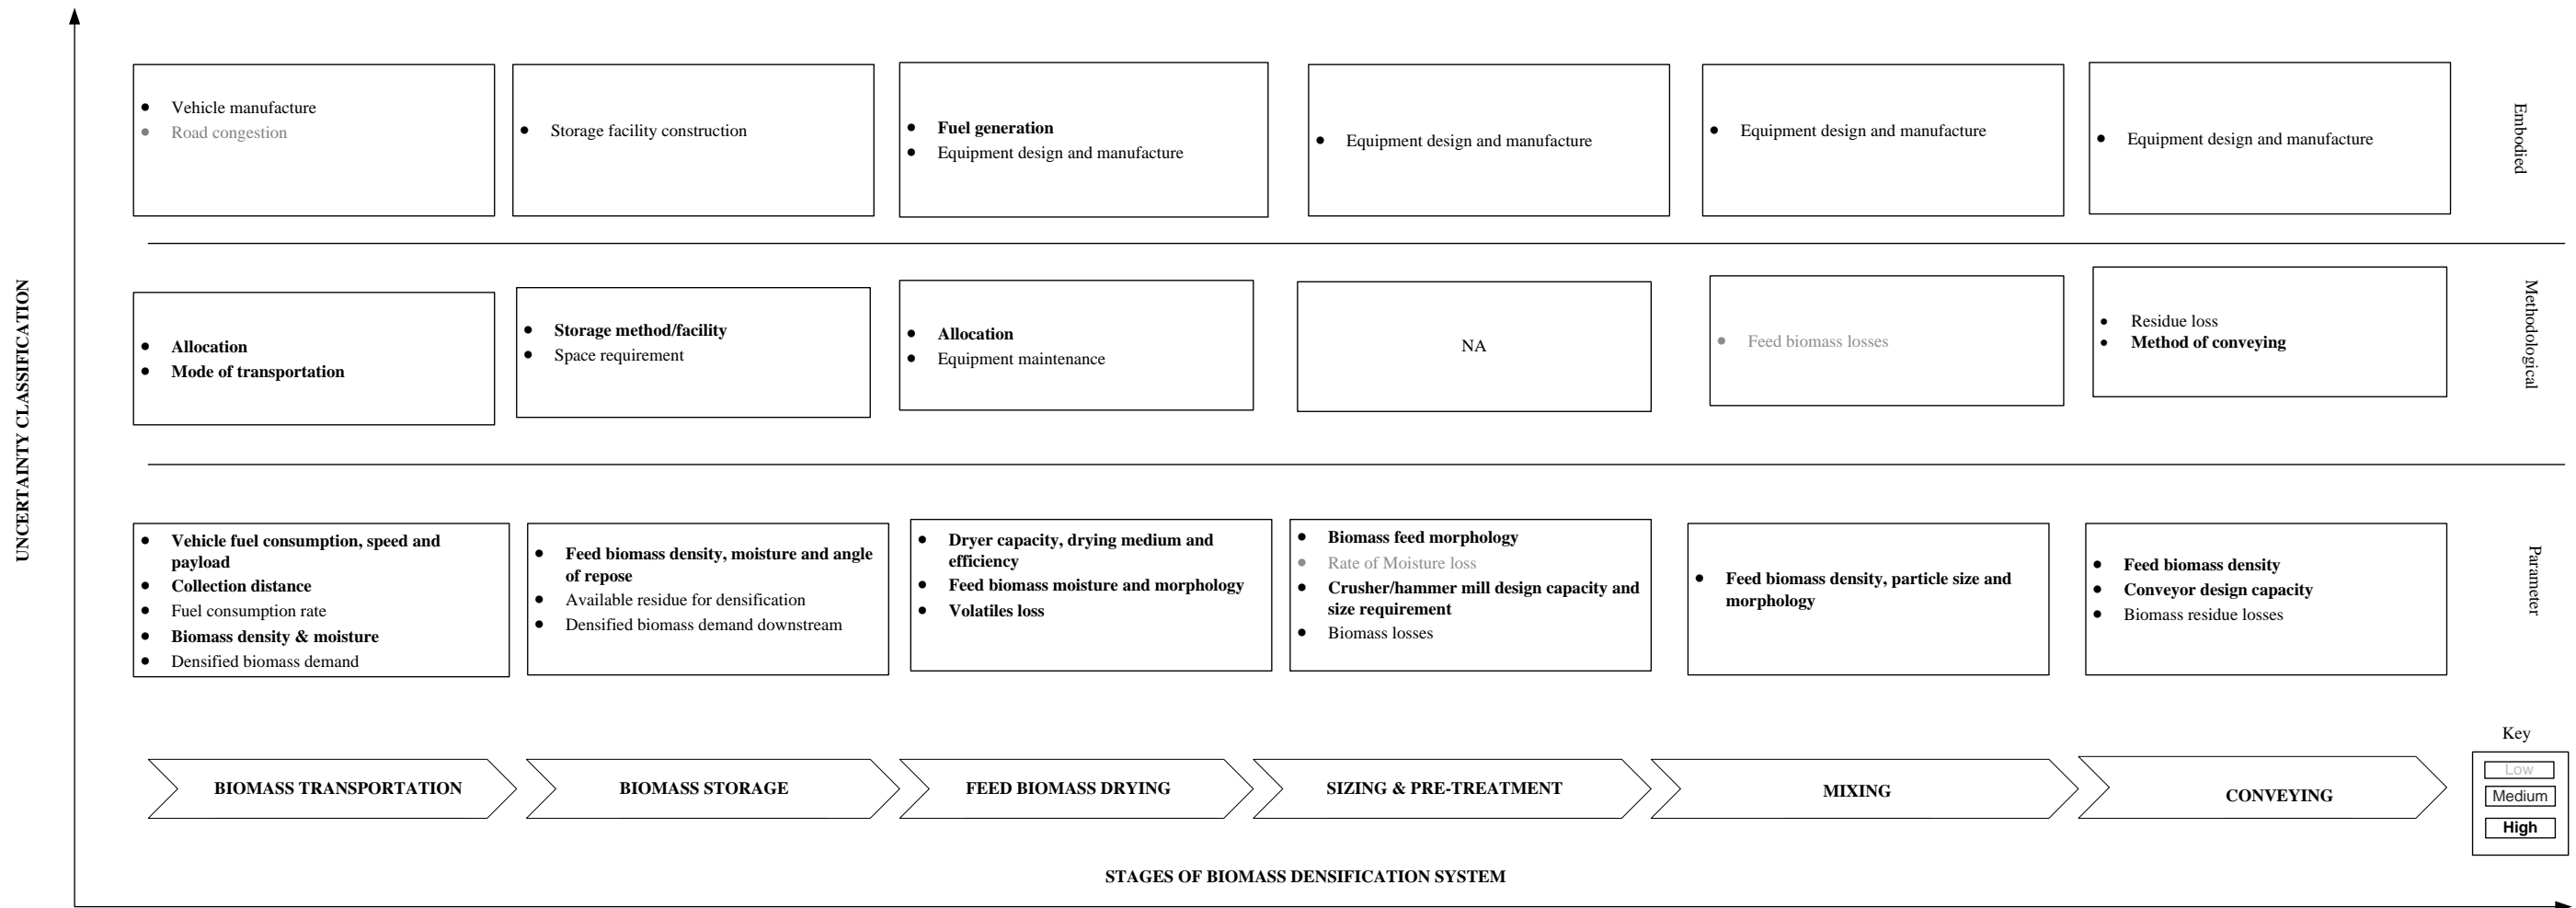 UNCERTAINTY CLASSIFICATION
• Vehicle manufacture
• Road congestion
• Storage facility construction
• Fuel generation
• Equipment design and manufacture
• Equipment design and manufacture
• Equipment design and manufacture
• Equipment design and manufacture
Embodied
• Allocation
• Mode of transportation
• Storage method/facility
• Space requirement
• Allocation
• Equipment maintenance
NA
• Feed biomass losses
• Residue loss
• Method of conveying
Methodological
• Vehicle fuel consumption, speed and
payload
• Collection distance
• Fuel consumption rate
• Biomass density & moisture
• Densified biomass demand
• Feed biomass density, moisture and angle
of repose
• Available residue for densification
• Densified biomass demand downstream
• Dryer capacity, drying medium and
efficiency
• Feed biomass moisture and morphology
• Volatiles loss
• Biomass feed morphology
• Rate of Moisture loss
• Crusher/hammer mill design capacity and
size requirement
• Biomass losses
• Feed biomass density, particle size and
morphology
• Feed biomass density
• Conveyor design capacity
• Biomass residue losses
Parameter
BIOMASS TRANSPORTATION
BIOMASS STORAGE
FEED BIOMASS DRYING
SIZING & PRE-TREATMENT
MIXING
CONVEYING
Key
Low
Medium
High
STAGES OF BIOMASS DENSIFICATION SYSTEM